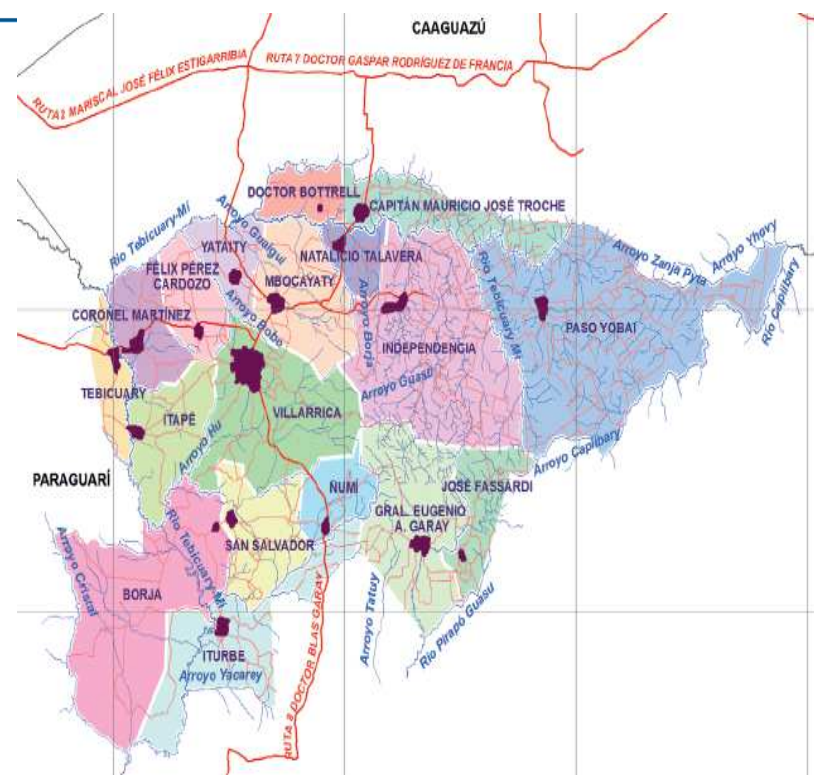 CAAGUAZÚ
RUTA 2 MARISCAL JOSÉ FÉLIX ESTIGARRIBIA
RUTA 7 DOCTOR GASPAR RODRÍGUEZ DE FRANCIA
DOCTOR BOTTRELL
CAPITÁN MAURICIO JOSÉ TROCHE
Río Tebicuary-Mí
Arroyo Guaigui
YATAITY
NATALICIO TALAVERA
Río Tebicuary Mí
Arroyo Zanja Pyta
Arroyo Yhovy
Río Capiibary
FÉLIX PÉREZ
CARDOZO
MBOCAYATY
CORONEL MARTÍNEZ
Arroyo Bobo
Arroyo Borja
INDEPENDENCIA
PASO YOBAI
TEBICUARY
Arroyo Guasú
ITAPÉ
VILLARRICA
Arroyo Hu
Arroyo Capiibary
PARAGUARÍ
ÑUMÍ
JOSÉ FASSARDI
GRAL. EUGENIO
A. GARAY
SAN SALVADOR
Río Tebicuary-Mí
Arroyo Cristal
BORJA
Arroyo Tatuy
Río Pirapó Guasu
ITURBE
Arroyo Yacarey
RUTA 8 DOCTOR BLAS GARAY